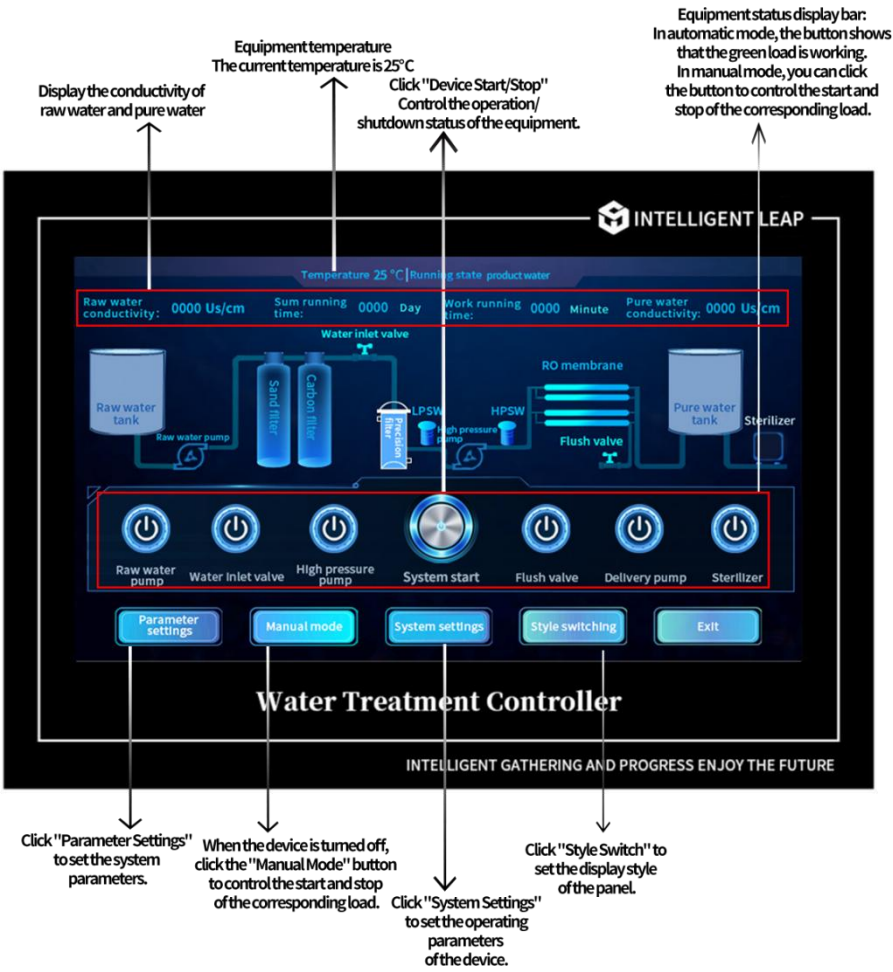 Equipment status display bar:
In automatic mode, the button shows
that the green load is working.
In manual mode, you can click
the button to control the start and
stop of the corresponding load.
Equipment temperature
The current temperature is 25°C
Click "Device Start/Stop"
Control the operation/
shutdown status of the equipment.
Display the conductivity of
raw water and pure water
INTELLIGENT LEAP
Temperature 25 °C|Running state product water
Raw water
conductivity: 0000 Us/cm
Sum running
time: 0000 Day
Work running
time: 0000 Minute
Pure water
conductivity: 0000 Us/cm
Water inlet valve
RO membrane
Raw water
tank
Sand filter
Carbon filter
Precision
filter
LPSW
High pressure
pump
HPSW
Pure water
tank
Sterilizer
Raw water pump
Flush valve
Raw water
pump
Water Inlet valve
High pressure
pump
System start
Flush valve
Delivery pump
Sterilizer
Parameter
settings
Manual mode
System settings
Style switching
Exit
Water Treatment Controller
INTELLIGENT GATHERING AND PROGRESS ENJOY THE FUTURE
Click "Parameter Settings"
to set the system
parameters.
When the device is turned off,
click the "Manual Mode" button
to control the start and stop
of the corresponding load.
Click "System Settings"
to set the operating
parameters
of the device.
Click "Style Switch" to
set the display style
of the panel.